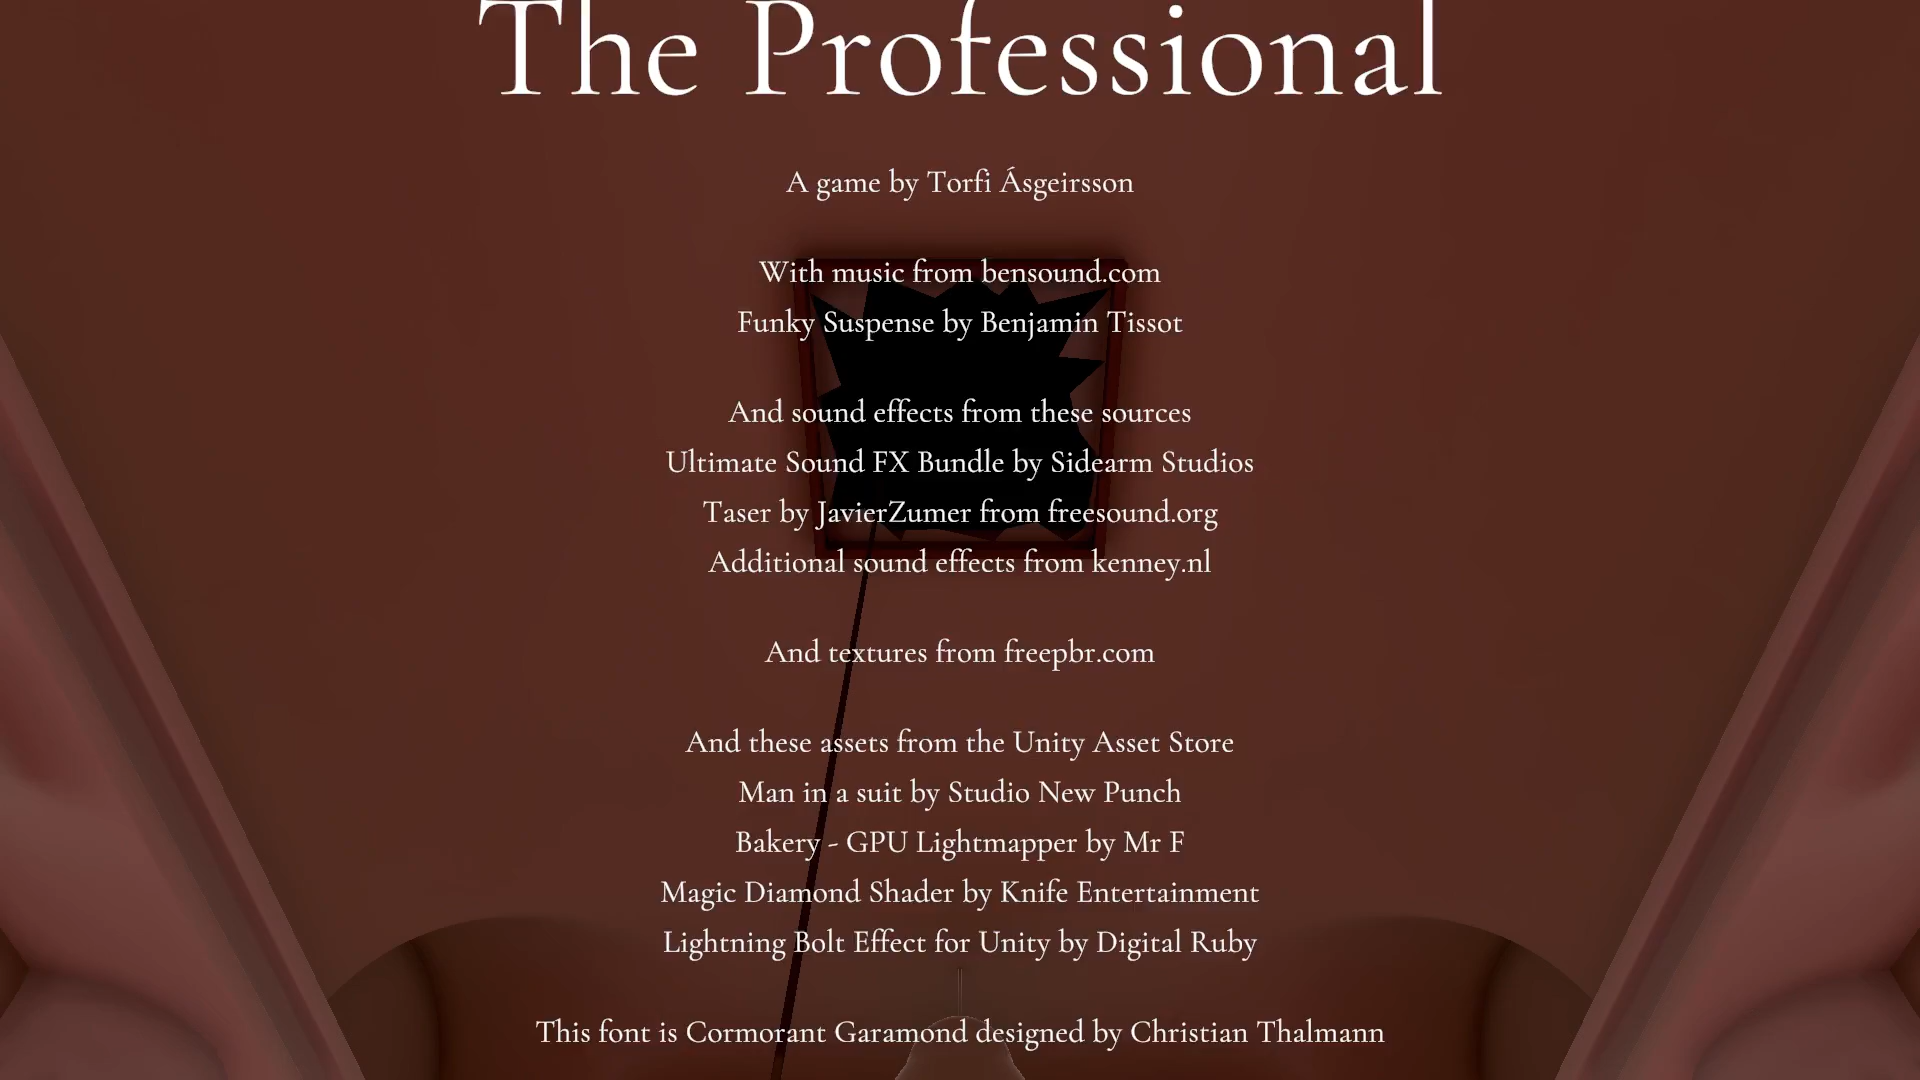 The Professional
A game by Torfi Ásgeirsson
With music from bensound.com
Funky Suspense by Benjamin Tissot
And sound effects from these sources
Ultimate Sound FX Bundle by Sidearm Studios
Taser by JavierZumer from freesound.org
Additional sound effects from kenney.nl
And textures from freepbr.com
And these assets from the Unity Asset Store
Man in a suit by Studio New Punch
Bakery - GPU Lightmapper by Mr F
Magic Diamond Shader by Knife Entertainment
Lightning Bolt Effect for Unity by Digital Ruby
This font is Cormorant Garamond designed by Christian Thalmann